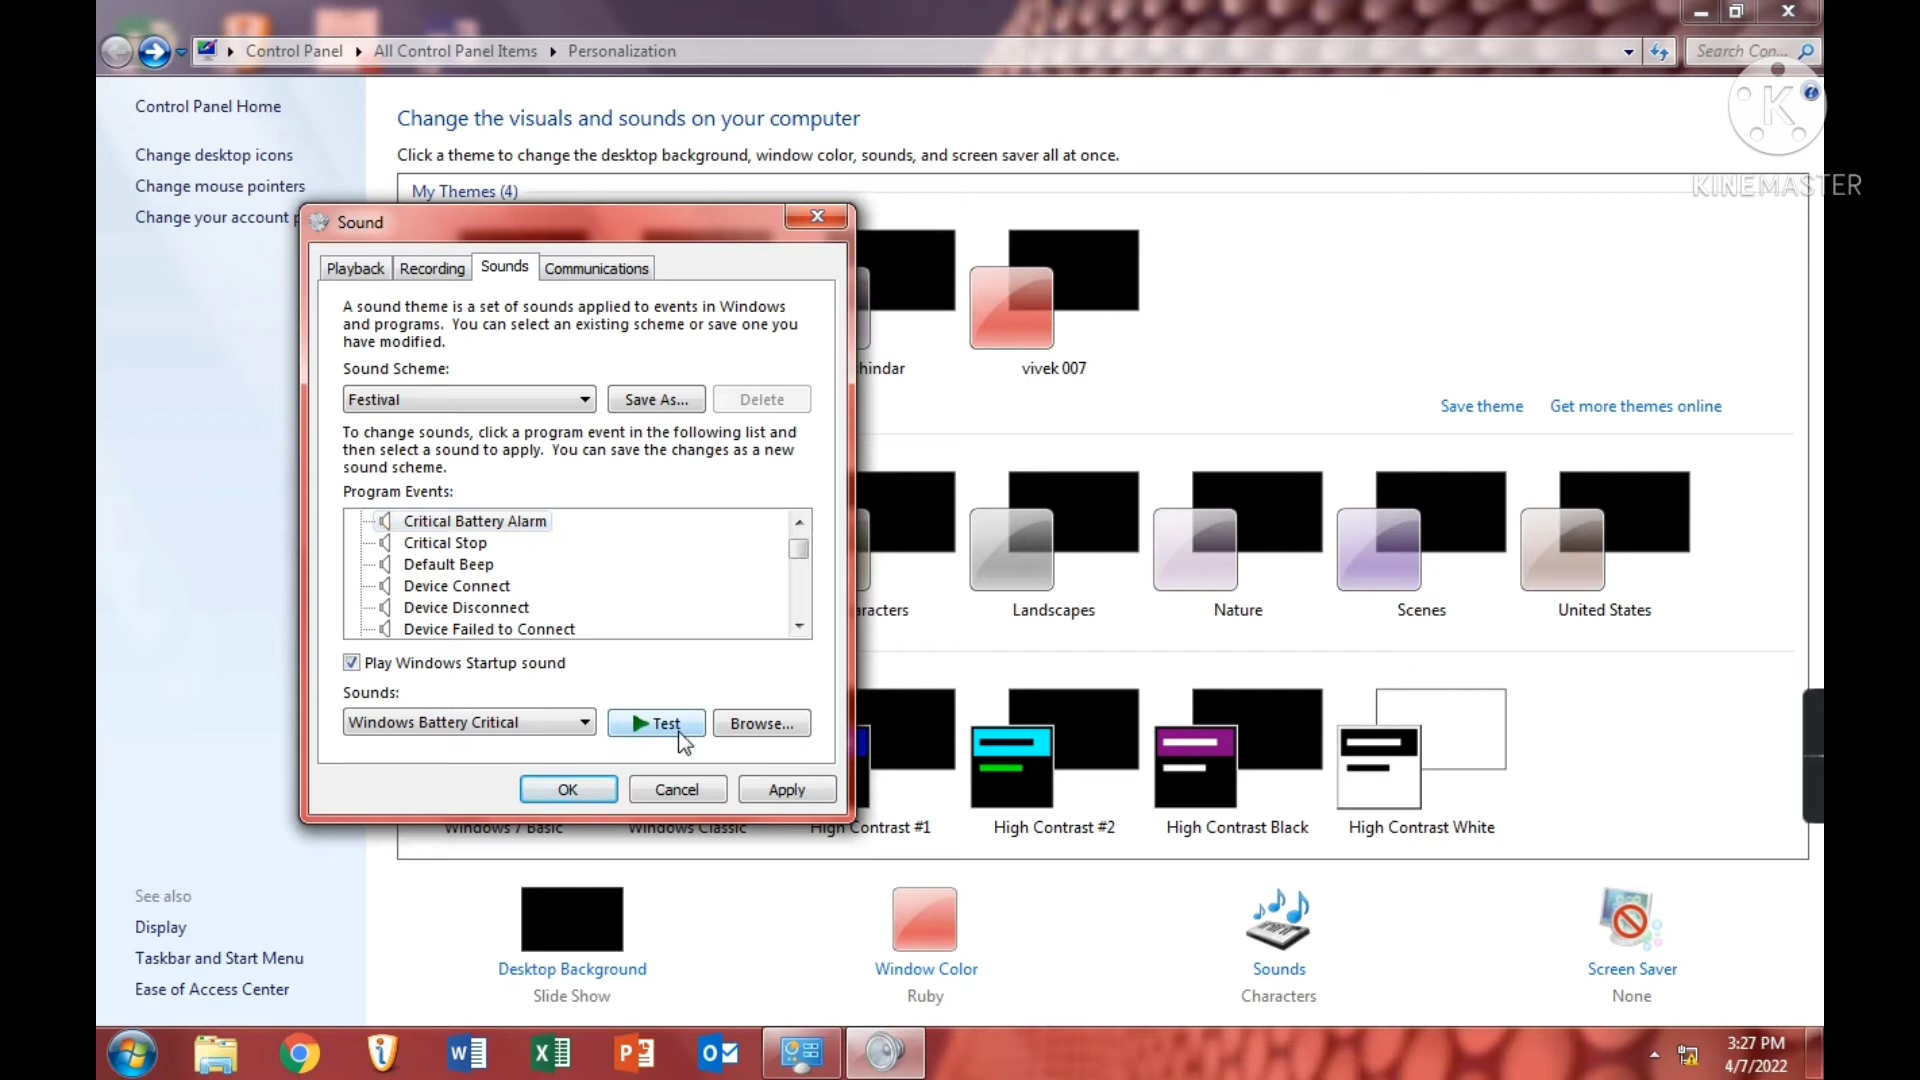 Control Panel
All Control Panel Items
Personalization
Search Con...
Control Panel Home
Change desktop icons
Change mouse pointers
Change your account p
Change the visuals and sounds on your computer
Click a theme to change the desktop background, window color, sounds, and screen saver all at once.
My Themes (4)
K
KINEMASTER
hindar
vivek 007
Save theme
Get more themes online
aracters
Landscapes
Nature
Scenes
United States
Windows 7 Basic
Windows Classic
High Contrast #1
High Contrast #2
High Contrast Black
High Contrast White
Sound
Playback
Recording
Sounds
Communications
A sound theme is a set of sounds applied to events in Windows
and programs. You can select an existing scheme or save one you
have modified.
Sound Scheme:
Festival
Save As...
Delete
To change sounds, click a program event in the following list and
then select a sound to apply. You can save the changes as a new
sound scheme.
Program Events:
Critical Battery Alarm
Critical Stop
Default Beep
Device Connect
Device Disconnect
Device Failed to Connect
Play Windows Startup sound
Sounds:
Windows Battery Critical
Test
Browse...
OK
Cancel
Apply
See also
Display
Taskbar and Start Menu
Ease of Access Center
Desktop Background
Slide Show
Window Color
Ruby
Sounds
Characters
Screen Saver
None
3:27 PM
4/7/2022